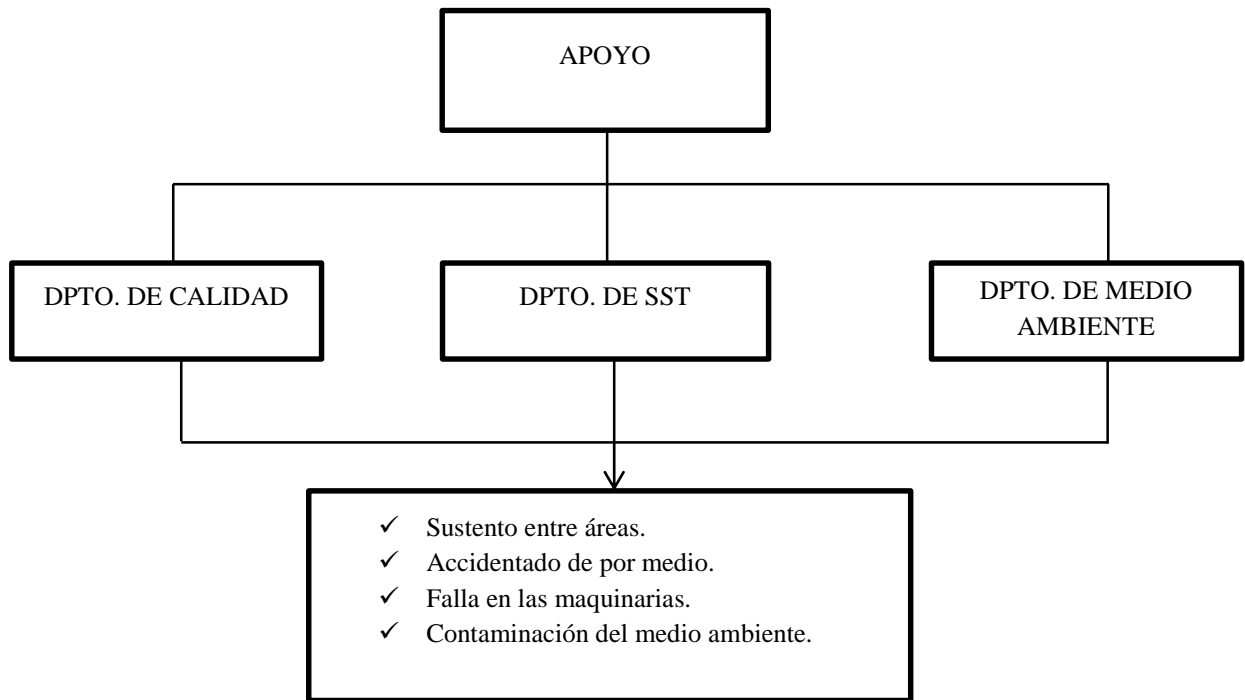 APOYO
DPTO. DE CALIDAD
DPTO. DE SST
DPTO. DE MEDIO
AMBIENTE
✓ Sustento entre áreas.
✓ Accidentado de por medio.
✓ Falla en las maquinarias.
✓ Contaminación del medio ambiente.